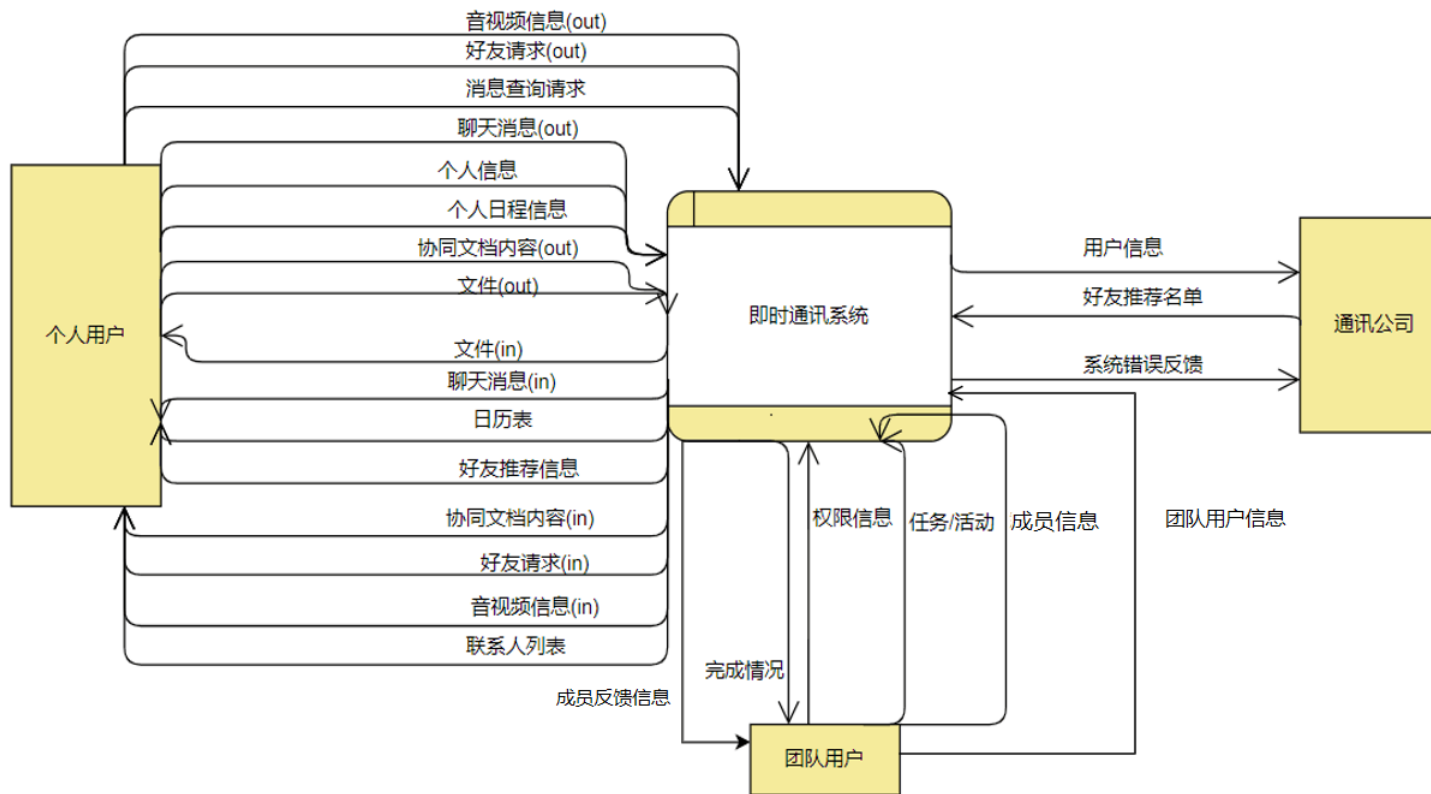 音视频信息(out)
好友请求(out)
消息查询请求
聊天消息(out)
个人信息
个人日程信息
协同文档内容(out)
文件(out)
个人用户
文件(in)
聊天消息(in)
日历表
好友推荐信息
协同文档内容(in)
好友请求(in)
音视频信息(in)
联系人列表
即时通讯系统
用户信息
好友推荐名单
系统错误反馈
通讯公司
权限信息
任务/活动
成员信息
团队用户信息
完成情况
成员反馈信息
团队用户